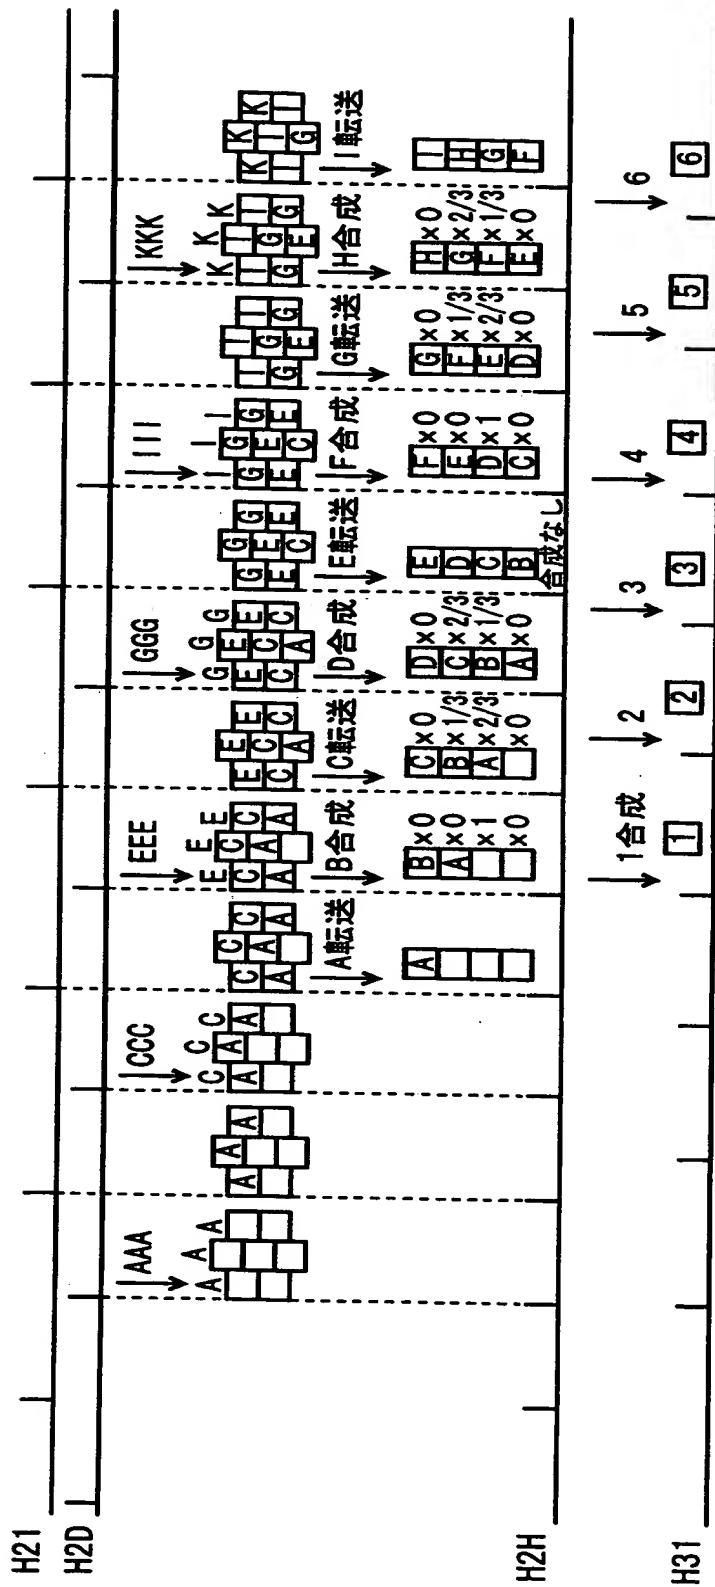 H21
H2D
AAA
A A A
A A A
CCC
C C C
A A A
C C C
A A A
A転送
A
EEE
E E E
C C C
A A A
B合成
B ×0
A ×0
×1
×0
E E E
C C C
A
C転送
C ×0
B ×1/3
A ×2/3
×0
GGG
G G G
E E E
C C C
A
D合成
D ×0
C ×2/3
B ×1/3
A ×0
G G G
E E E
C
E転送
E
D
C
B
合成なし
III
I I I
G G G
E E E
C
F合成
F ×0
E ×0
D ×1
C ×0
I I I
G G G
E
G転送
G ×0
F ×1/3
E ×2/3
D ×0
KKK
K K K
I I I
G G G
E
H合成
H ×0
G ×2/3
F ×1/3
E ×0
K K K
I I I
G
I転送
I
H
G
F
H2H
1合成 2 3 4 5 6
1 2 3 4 5 6
H31